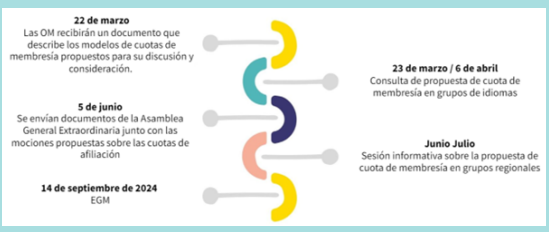 22 de marzo
Las OM recibirán un documento que
describe los modelos de cuotas de
membresía propuestos para su discusión y
consideración.
23 de marzo / 6 de abril
Consulta de propuesta de cuota de
membresía en grupos de idiomas
5 de junio
Se envían documentos de la Asamblea
General Extraordinaria junto con las
mociones propuestas sobre las cuotas de
afiliación
Junio Julio
Sesión informativa sobre la propuesta de
cuota de membresía en grupos regionales
14 de septiembre de 2024
EGM